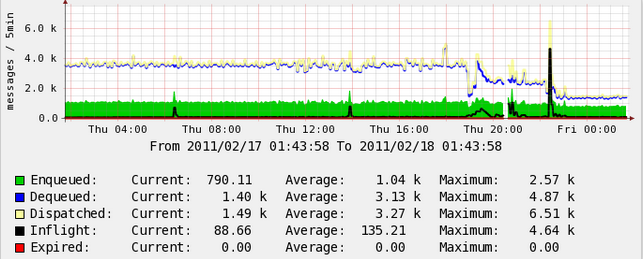 messages / 5min
6.0 k
4.0 k
2.0 k
0.0
Thu 04:00 Thu 08:00 Thu 12:00 Thu 16:00 Thu 20:00 Fri 00:00
From 2011/02/17 01:43:58 To 2011/02/18 01:43:58
Enqueued: Current: 790.11 Average: 1.04 k Maximum: 2.57 k
Dequeued: Current: 1.40 k Average: 3.13 k Maximum: 4.87 k
Dispatched: Current: 1.49 k Average: 3.27 k Maximum: 6.51 k
Inflight: Current: 88.66 Average: 135.21 Maximum: 4.64 k
Expired: Current: 0.00 Average: 0.00 Maximum: 0.00